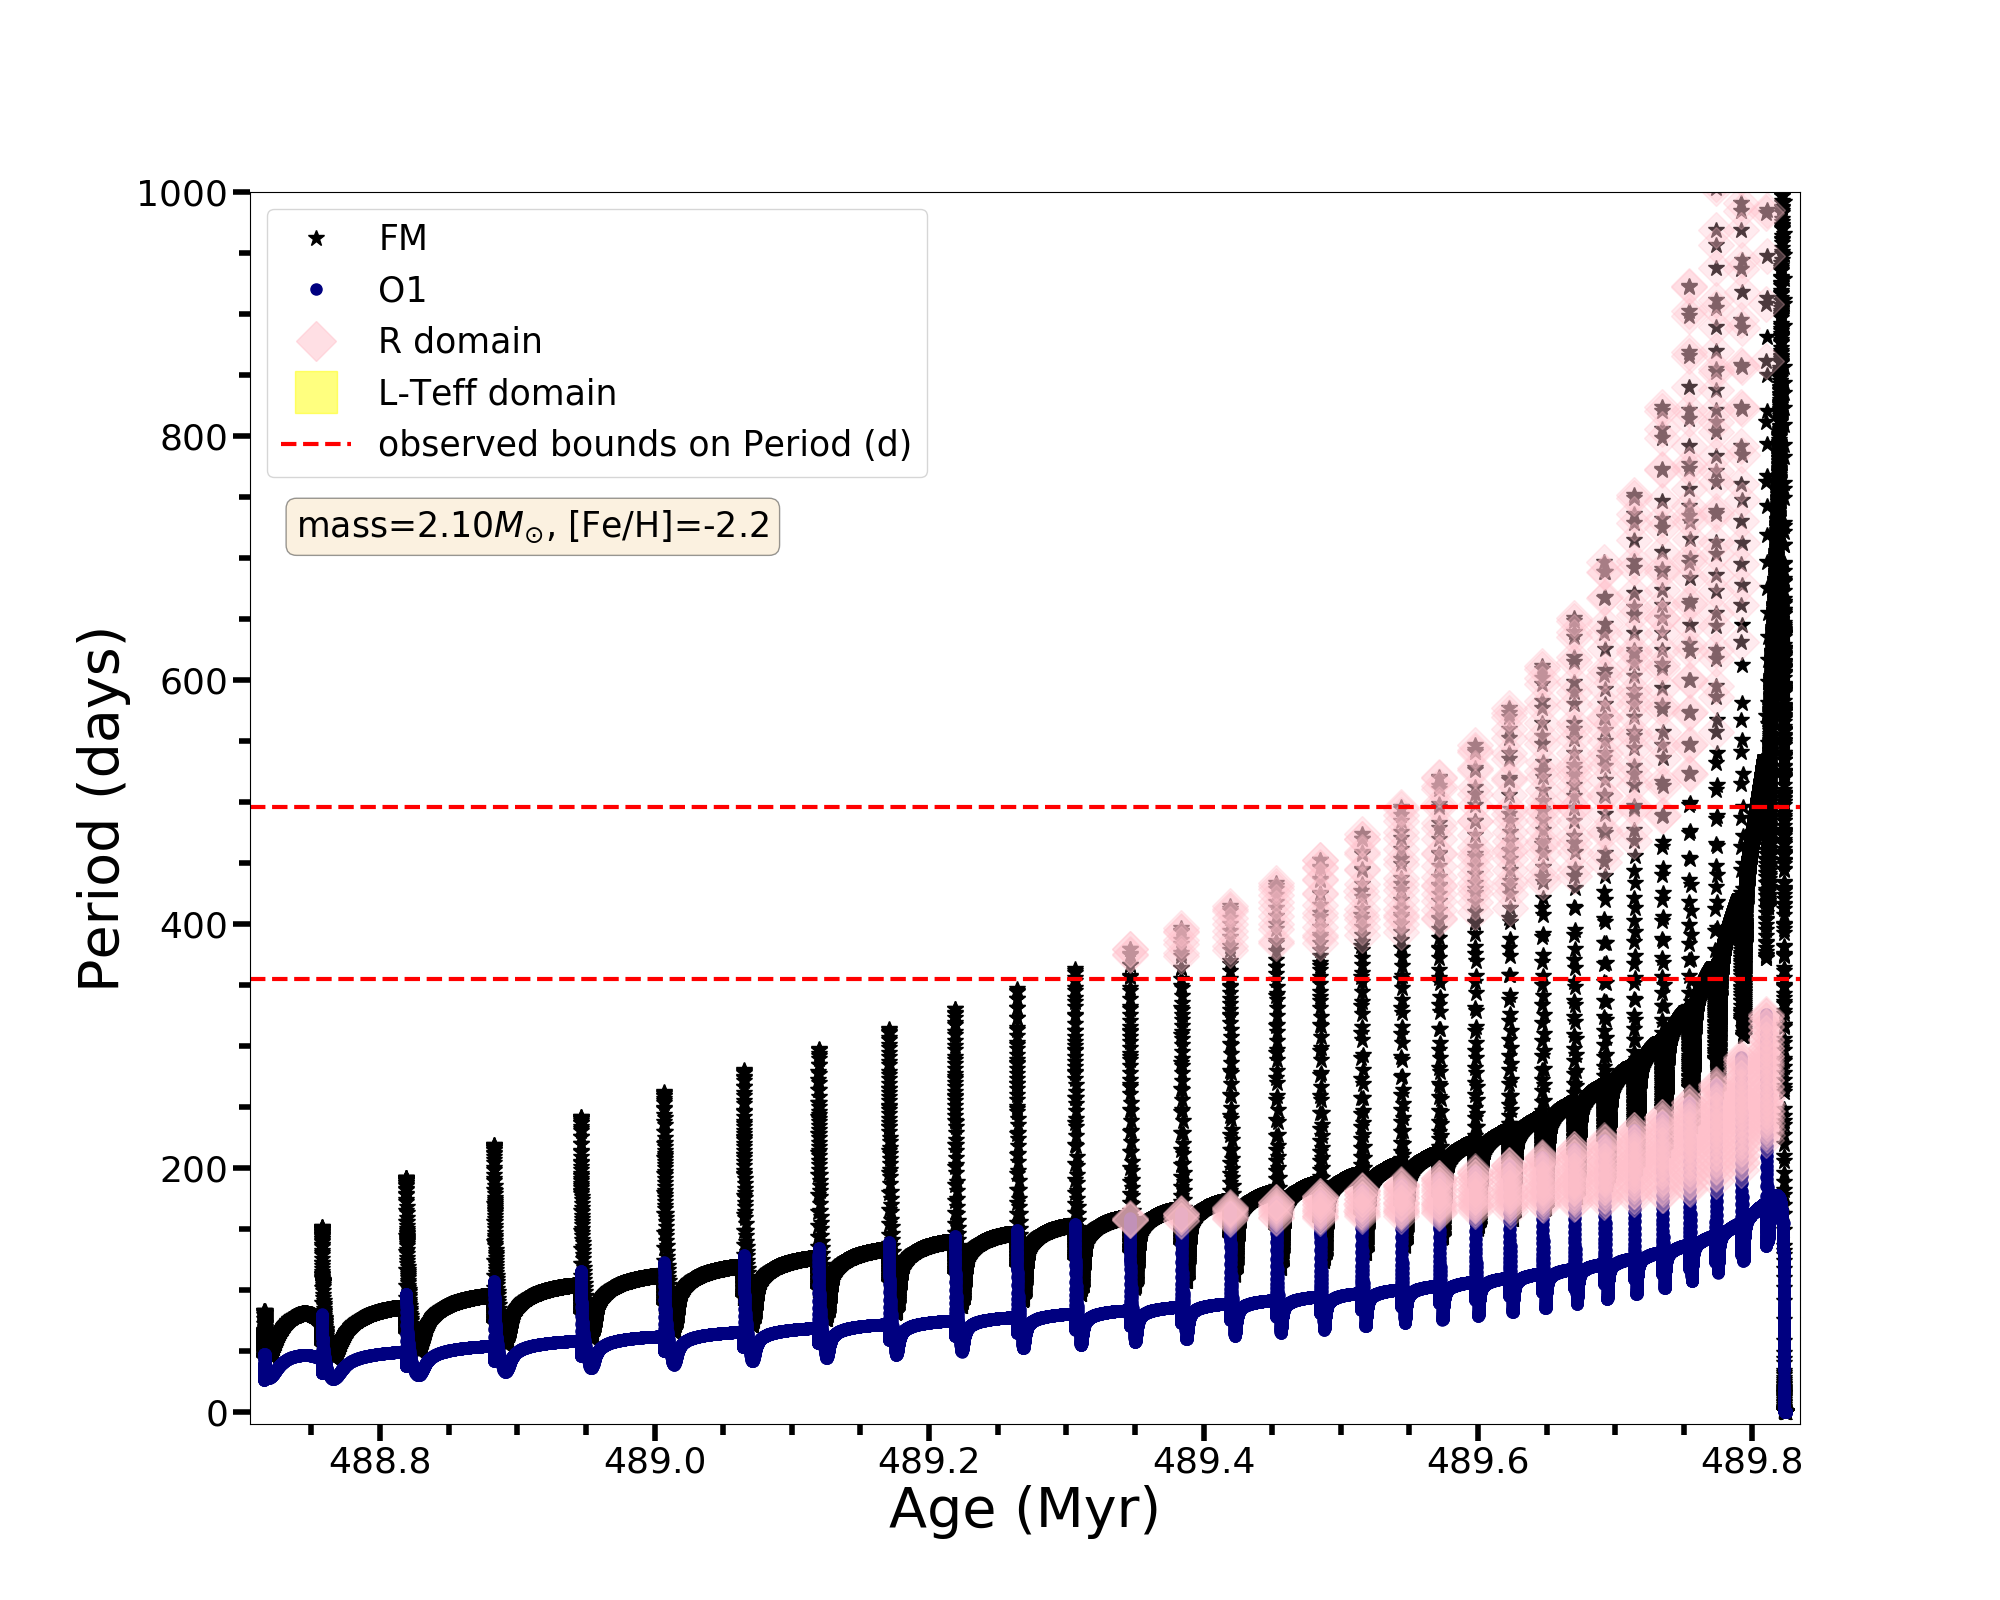 1000
800
600
400
200
0
Period (days)
FM
O1
R domain
L-Teff domain
observed bounds on Period (d)
mass=2.10M☉, [Fe/H]=-2.2
488.8 489.0 489.2 489.4 489.6 489.8
Age (Myr)